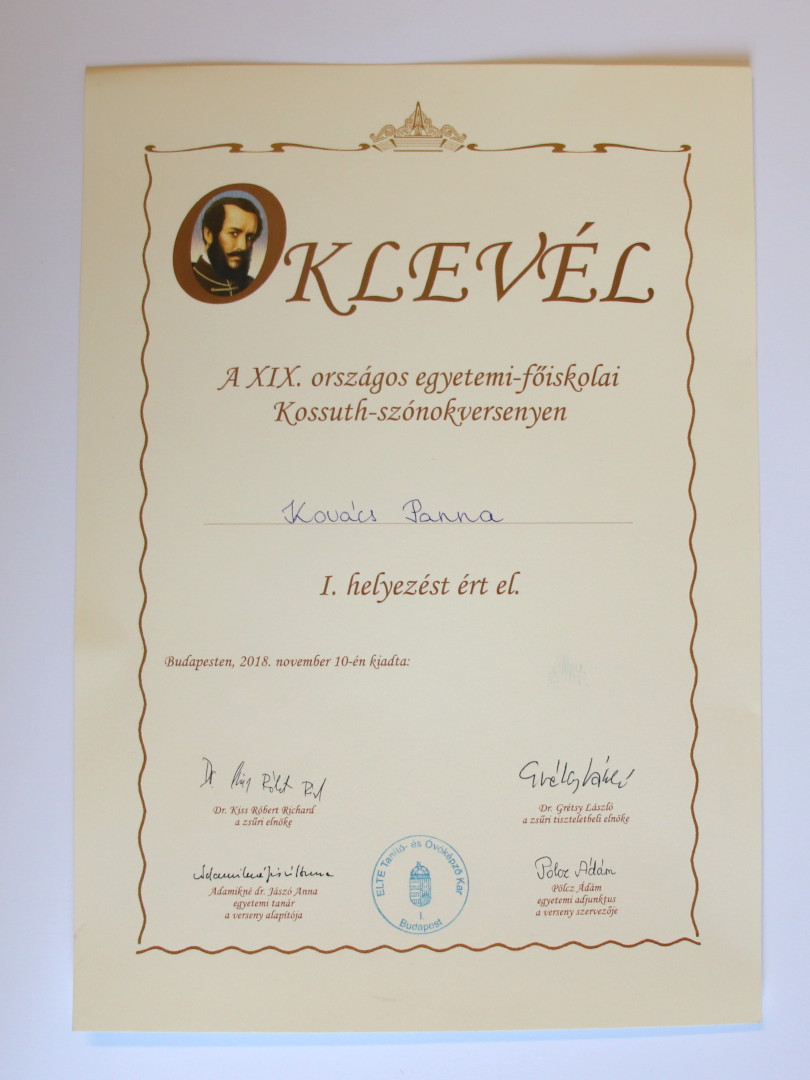 OKLEVÉL
A XIX. országos egyetemi-főiskolai
Kossuth-szónokversenyen
Kovács Panna
I. helyezést ért el.
Budapesten, 2018. november 10-én kiadta:
Dr. Kiss Róbert Richard
a zsűri elnöke
Dr. Grétsy László
a zsűri tiszteletbeli elnöke
Pölcz Ádám
Adamikné dr. Jászó Anna
egyetemi tanár
a verseny alapítója
ELTE Tanító- és Óvóképző Kar
I.
Budapest
Pölcz Ádám
egyetemi adjunktus
a verseny szervezője